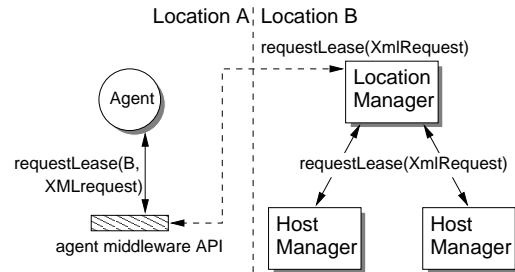 Location A
Location B
requestLease(XmlRequest)
Location
Manager
Agent
requestLease(B,
XMLrequest)
requestLease(XmlRequest)
agent middleware API
Host
Manager
Host
Manager